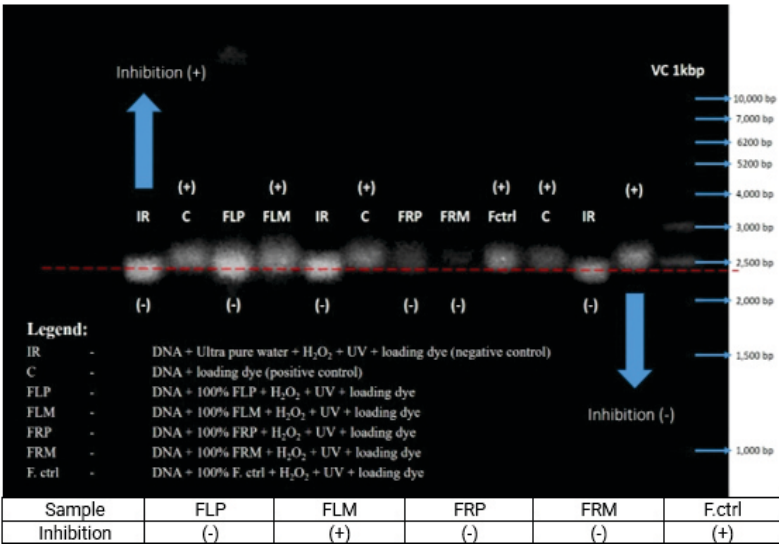 Inhibition (+)
VC 1kbp
10,000 bp
7,000 bp
6200 bp
5200 bp
4,000 bp
3,000 bp
2,500 bp
2,000 bp
1,500 bp
1,000 bp
(+) (+) (+) (+) (+) (+)
IR C FLP FLM IR C FRP FRM Fctrl C IR
(-) (-) (-) (-) (-) (-)
Inhibition (-)
Legend:
IR - DNA + Ultra pure water + H₂O₂ + UV + loading dye (negative control)
C - DNA + loading dye (positive control)
FLP - DNA + 100% FLP + H₂O₂ + UV + loading dye
FLM - DNA + 100% FLM + H₂O₂ + UV + loading dye
FRP - DNA + 100% FRP + H₂O₂ + UV + loading dye
FRM - DNA + 100% FRM + H₂O₂ + UV + loading dye
F. ctrl - DNA + 100% F. ctrl + H₂O₂ + UV + loading dye
Sample FLP FLM FRP FRM F.ctrl
Inhibition (-) (+) (-) (-) (+)